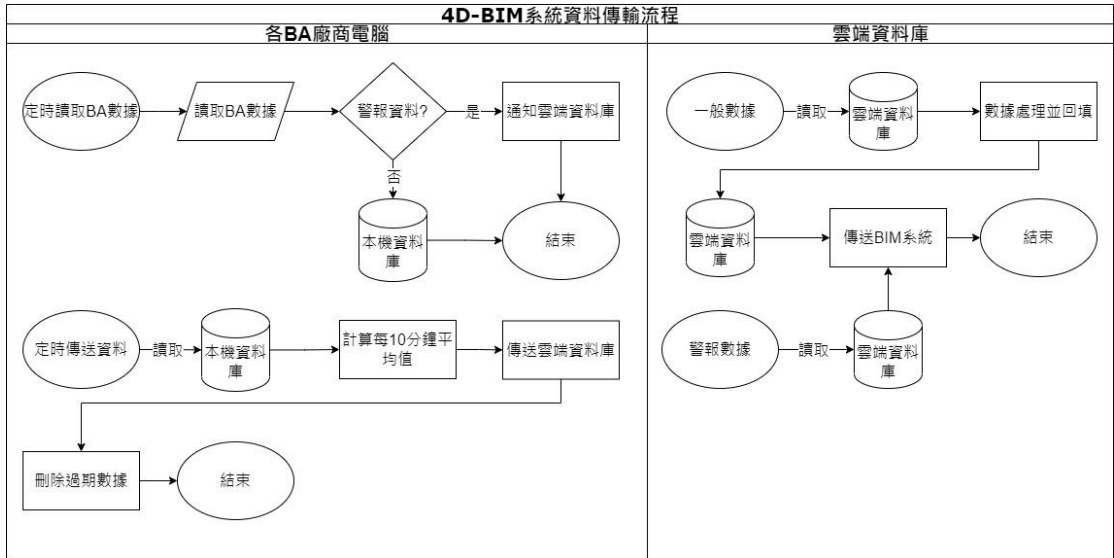 4D-BIM系統資料傳輸流程
各BA廠商電腦
雲端資料庫
定時讀取BA數據
讀取BA數據
警報資料?
是
通知雲端資料庫
否
本機資料
庫
結束
定時傳送資料
讀取
本機資料
庫
計算每10分鐘平
均值
傳送雲端資料庫
刪除過期數據
結束
一般數據
讀取
雲端資料
庫
數據處理並回填
雲端資料
庫
傳送BIM系統
結束
警報數據
讀取
雲端資料
庫